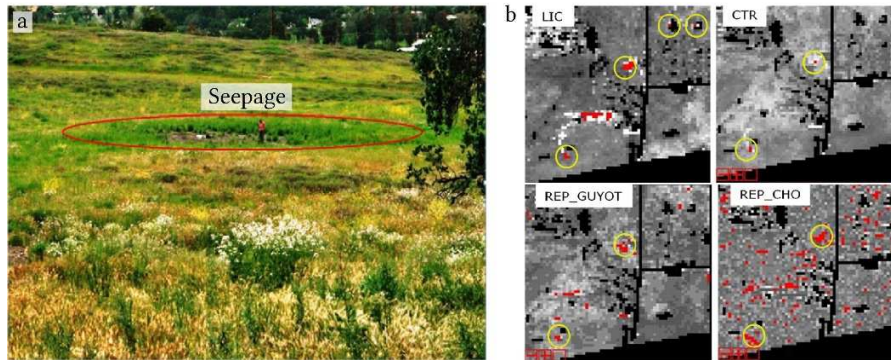 a
Seepage
b
LIC
CTR
REP_GUYOT
REP_CHO